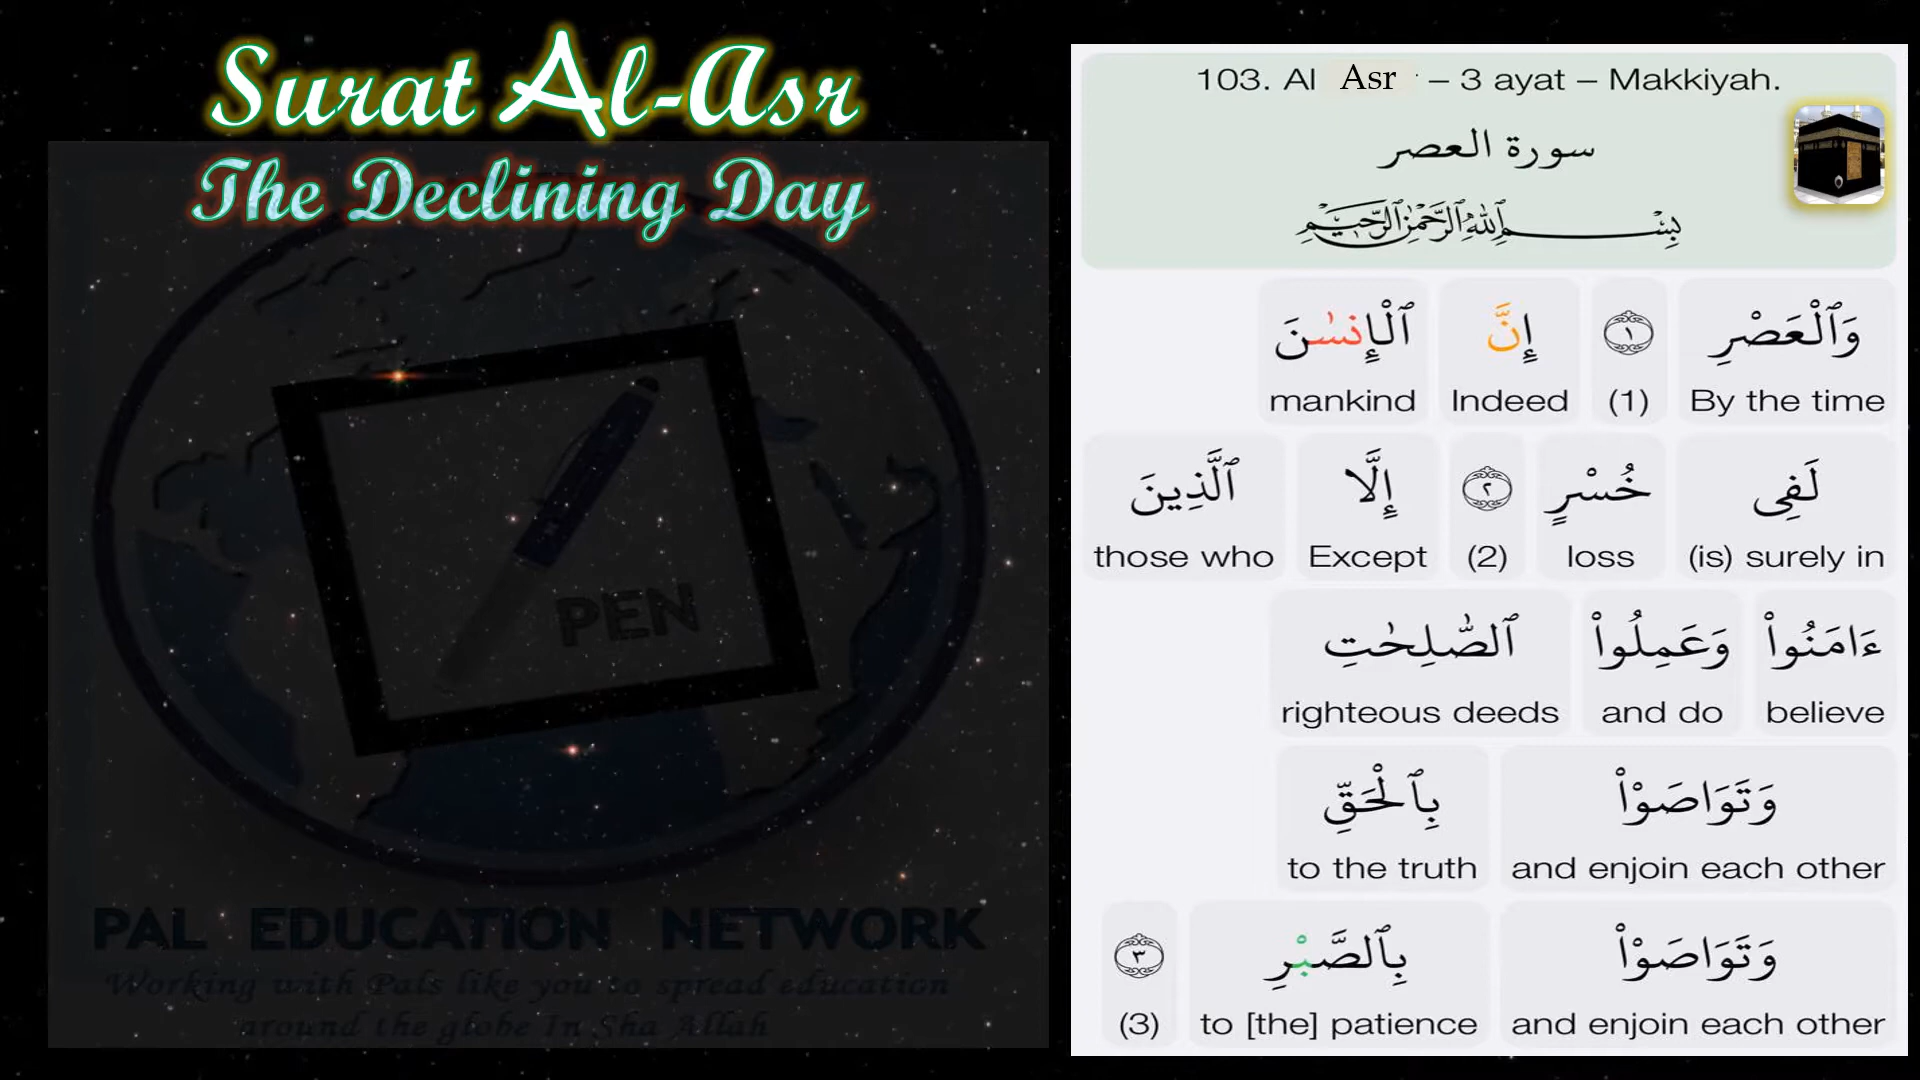 Surat Al-Asr
The Declining Day
PEN
PAL EDUCATION NETWORK
Working with Pals like you to spread education
around the globe In Sha Allah
103. Al Asr – 3 ayat – Makkiyah.
سورة العصر
بِسْمِ ٱللَّهِ ٱلرَّحْمَٰنِ ٱلرَّحِيمِ
وَٱلْعَصْرِ ١ إِنَّ ٱلْإِنسَٰنَ
By the time (1) Indeed mankind
لَفِى خُسْرٍ ٢ إِلَّا ٱلَّذِينَ
(is) surely in loss (2) Except those who
ءَامَنُوا۟ وَعَمِلُوا۟ ٱلصَّٰلِحَٰتِ
believe and do righteous deeds
وَتَوَاصَوْا۟ بِٱلْحَقِّ
and enjoin each other to the truth
وَتَوَاصَوْا۟ بِٱلصَّبْرِ ٣
and enjoin each other to [the] patience (3)